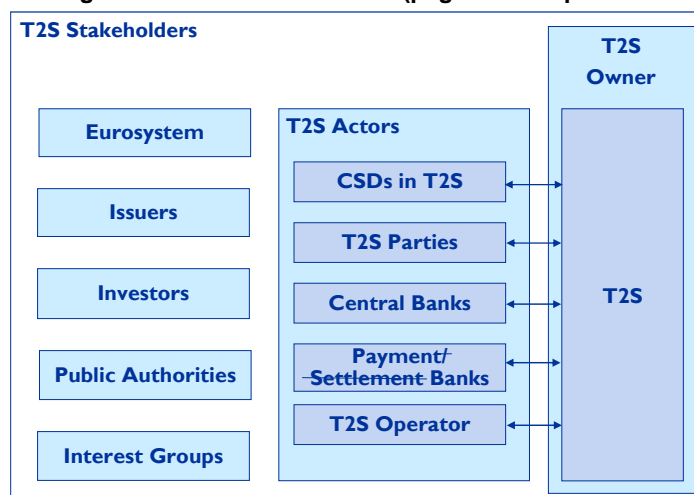 T2S Stakeholders
T2S
Owner
Eurosystem
Issuers
Investors
Public Authorities
Interest Groups
T2S Actors
CSDs in T2S
T2S Parties
Central Banks
Payment/
Settlement Banks
T2S Operator
T2S